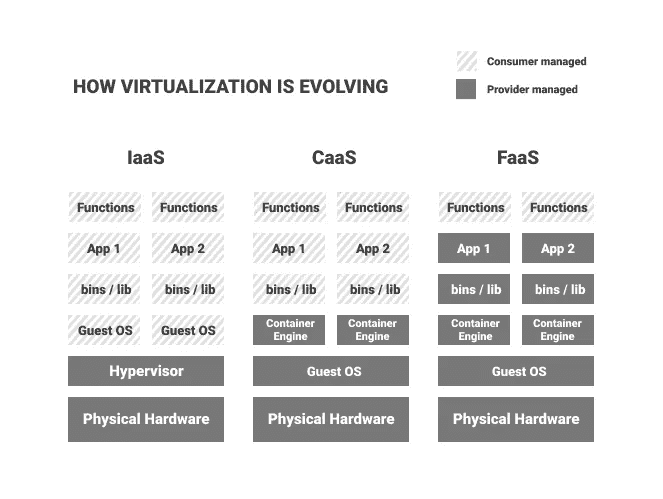 Consumer managed
HOW VIRTUALIZATION IS EVOLVING
Provider managed
IaaS
CaaS
FaaS
Functions
Functions
Functions
Functions
Functions
Functions
App 1
App 2
App 1
App 2
App 1
App 2
bins / lib
bins / lib
bins / lib
bins / lib
bins / lib
bins / lib
Guest OS
Guest OS
Container
Engine
Container
Engine
Container
Engine
Container
Engine
Hypervisor
Guest OS
Guest OS
Physical Hardware
Physical Hardware
Physical Hardware